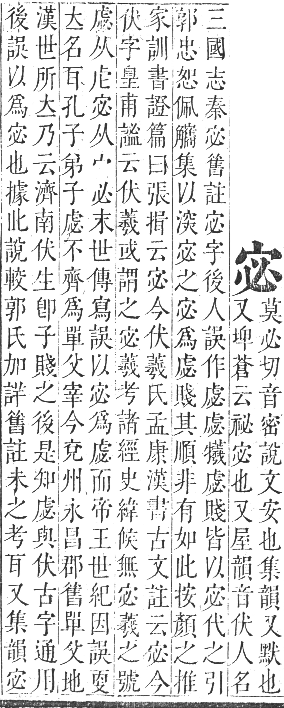 宓
莫必切音密說文安也集韻又默也
又埤蒼云祕宓也又屋韻音伏人名
三國志秦宓舊註宓字後人誤作虙虙犧虙賤皆以宓代之引
郭忠恕佩觿集以湥宓之宓爲虙賤其順非有如此按顏之推
家訓書證篇曰張揖云宓今伏羲氏孟康漢書古文註云宓今
伏字皇甫謐云伏羲或謂之宓羲考諸經史緯候無宓羲之號
虙从虍宓从宀必末世傳寫誤以宓爲虙而帝王世紀因誤㪅
立名耳孔子弟子虙不齊爲單父宰今兗州永昌郡舊單父地
漢世所立乃云濟南伏生卽子賤之後是知虙與伏古字通用
後誤以爲宓也據此說較郭氏加詳舊註未之考耳又集韻宓